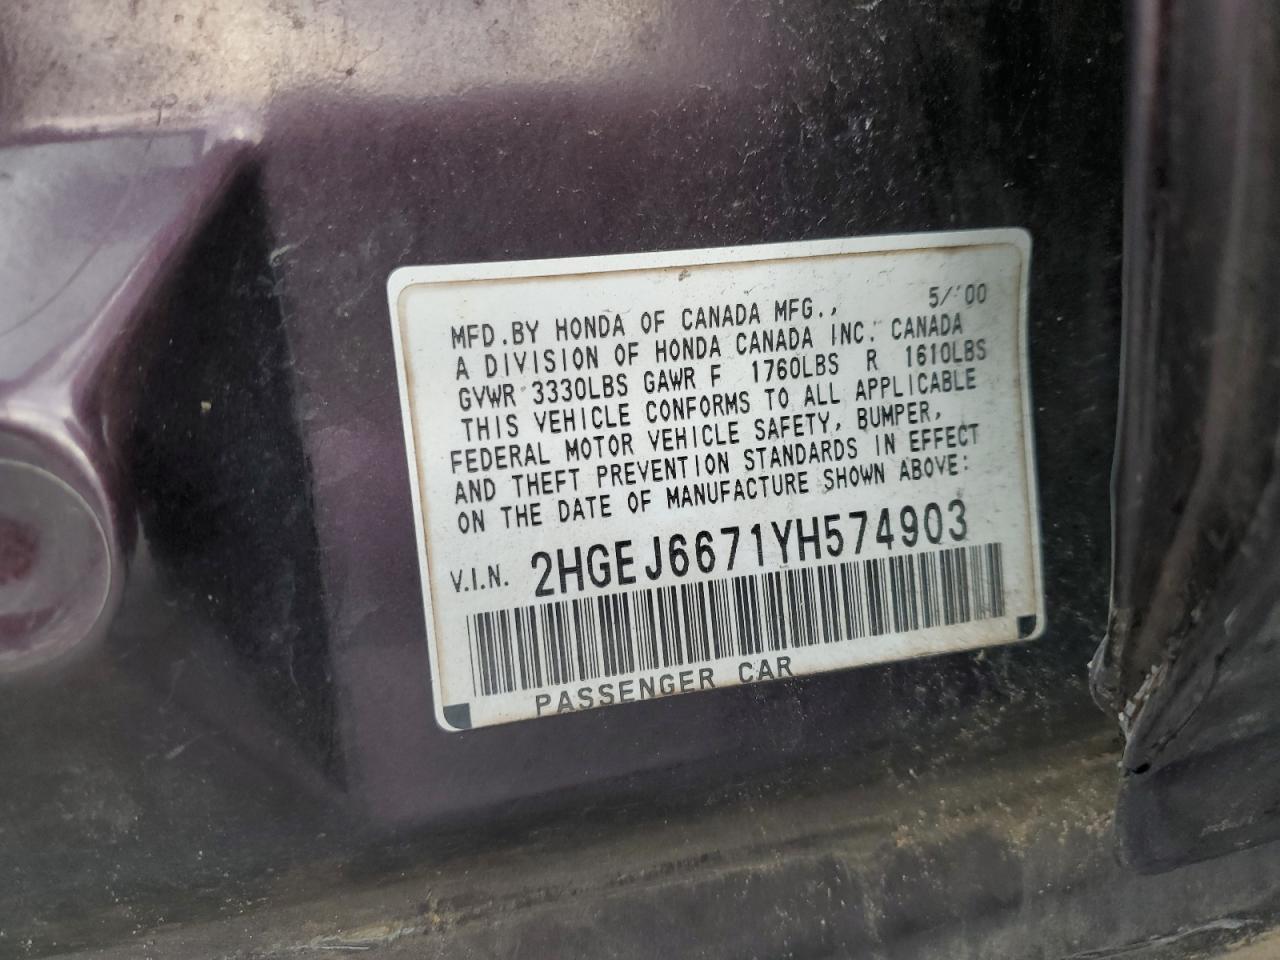 MFD.BY HONDA OF CANADA MFG., 5/'00
A DIVISION OF HONDA CANADA INC. CANADA
GVWR 3330LBS GAWR F 1760LBS R 1610LBS
THIS VEHICLE CONFORMS TO ALL APPLICABLE
FEDERAL MOTOR VEHICLE SAFETY, BUMPER,
AND THEFT PREVENTION STANDARDS IN EFFECT
ON THE DATE OF MANUFACTURE SHOWN ABOVE:
V.I.N. 2HGEJ6671YH574903
PASSENGER CAR